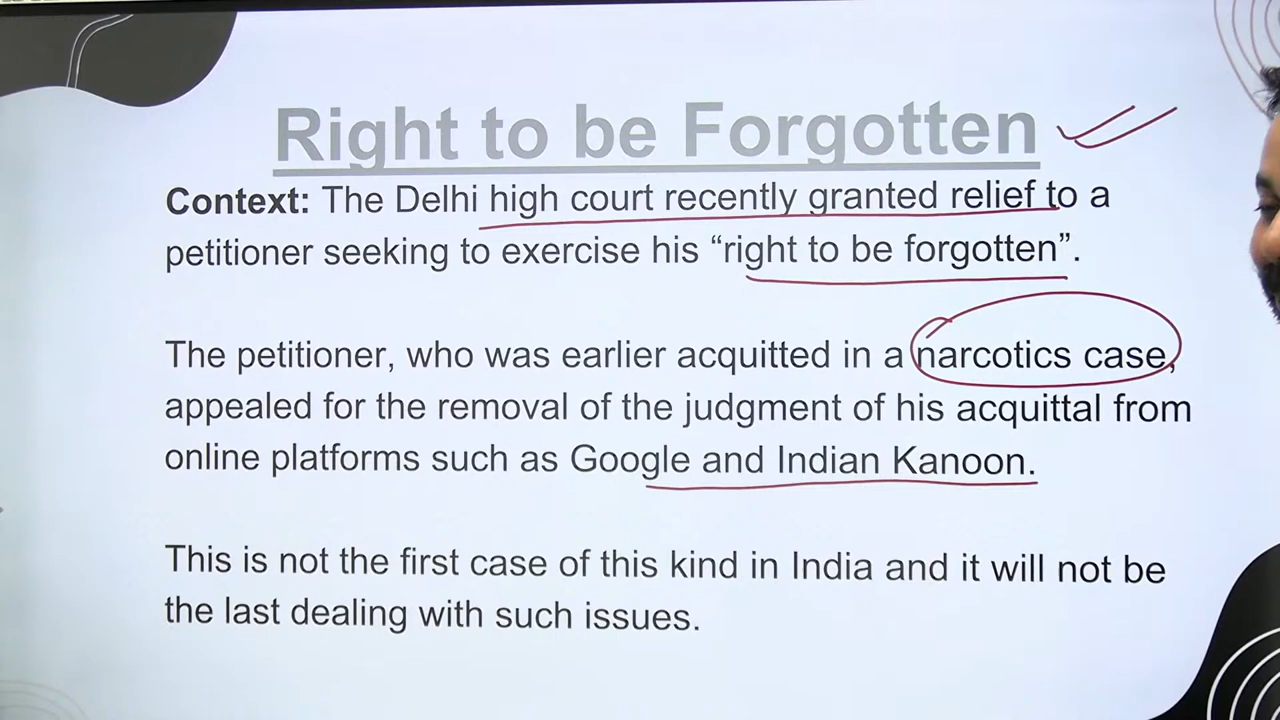 Right to be Forgotten
Context: The Delhi high court recently granted relief to a
petitioner seeking to exercise his “right to be forgotten”.
The petitioner, who was earlier acquitted in a narcotics case,
appealed for the removal of the judgment of his acquittal from
online platforms such as Google and Indian Kanoon.
This is not the first case of this kind in India and it will not be
the last dealing with such issues.